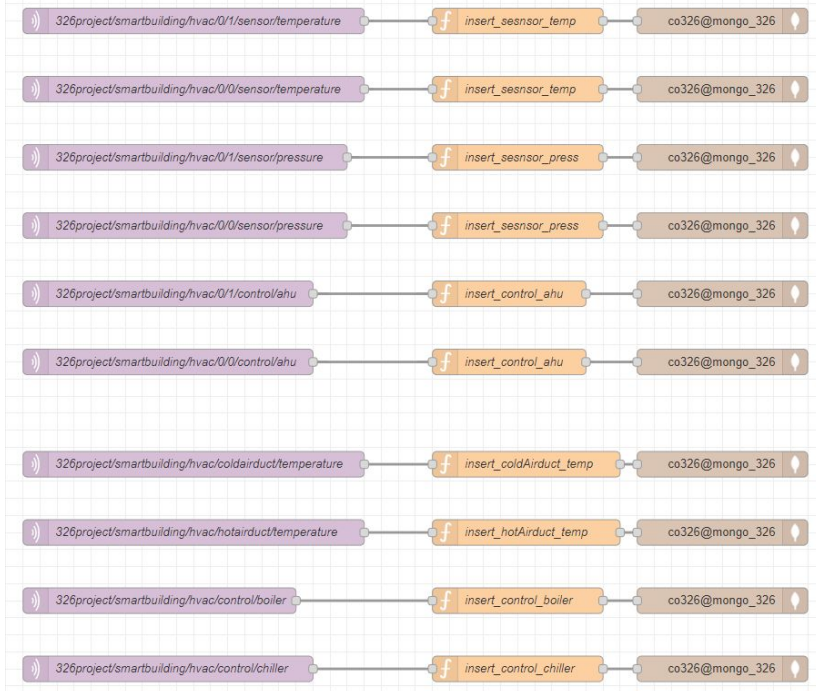 326project/smartbuilding/hvac/0/1/sensor/temperature insert_sesnsor_temp co326@mongo_326
326project/smartbuilding/hvac/0/0/sensor/temperature insert_sesnsor_temp co326@mongo_326
326project/smartbuilding/hvac/0/1/sensor/pressure insert_sesnsor_press co326@mongo_326
326project/smartbuilding/hvac/0/0/sensor/pressure insert_sesnsor_press co326@mongo_326
326project/smartbuilding/hvac/0/1/control/ahu insert_control_ahu co326@mongo_326
326project/smartbuilding/hvac/0/0/control/ahu insert_control_ahu co326@mongo_326
326project/smartbuilding/hvac/coldairduct/temperature insert_coldAirduct_temp co326@mongo_326
326project/smartbuilding/hvac/hotairduct/temperature insert_hotAirduct_temp co326@mongo_326
326project/smartbuilding/hvac/control/boiler insert_control_boiler co326@mongo_326
326project/smartbuilding/hvac/control/chiller insert_control_chiller co326@mongo_326